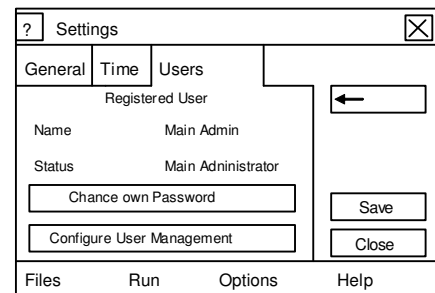 ? Settings
General Time Users
Registered User
Name Main Admin
Status Main Adninistrator
Chance own Password
Configure User Management
Save
Close
Files Run Options Help